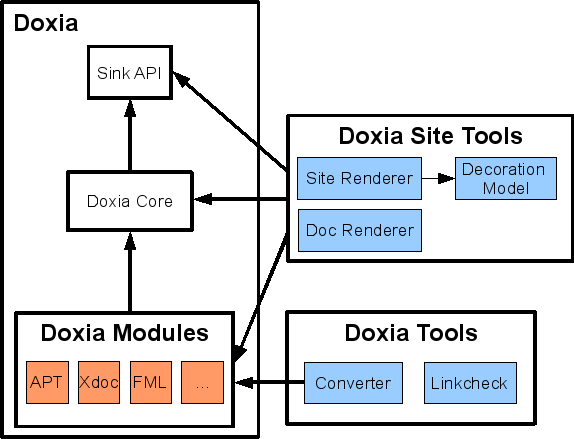 Doxia
Sink API
Doxia Core
Doxia Modules
APT
Xdoc
FML
...
Doxia Site Tools
Site Renderer
Decoration
Model
Doc Renderer
Doxia Tools
Converter
Linkcheck